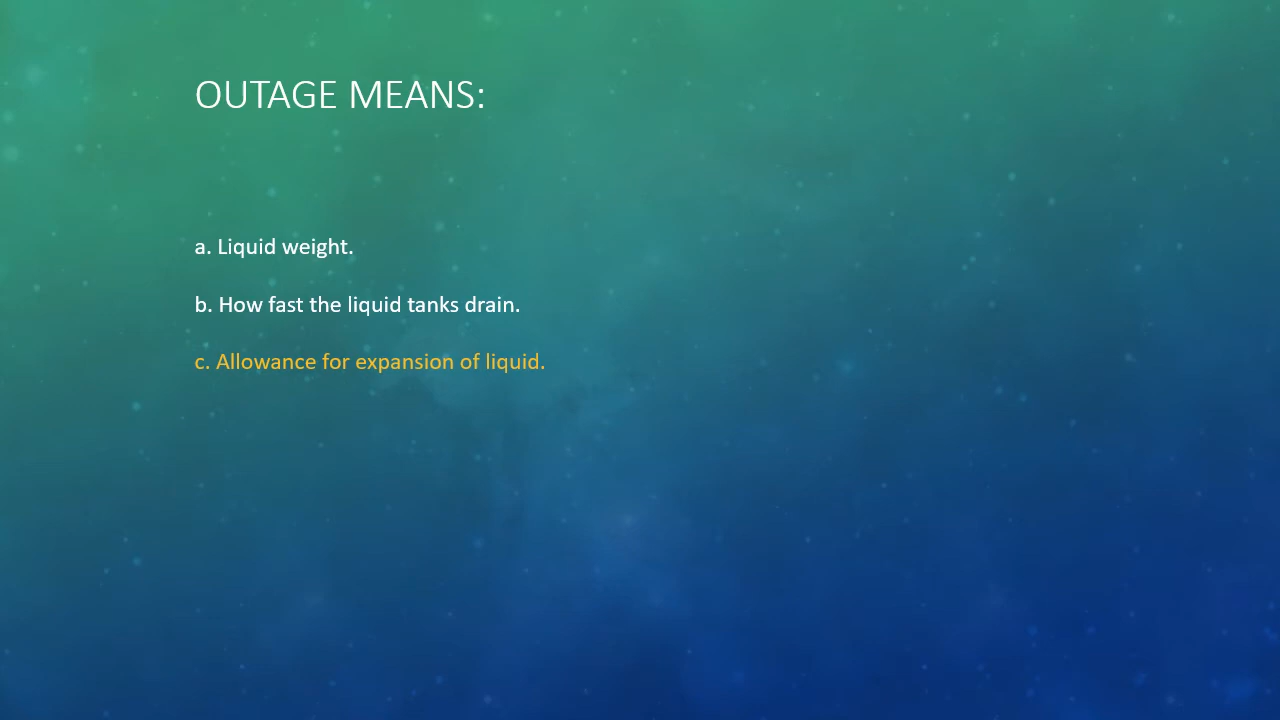 OUTAGE MEANS:
a. Liquid weight.
b. How fast the liquid tanks drain.
c. Allowance for expansion of liquid.